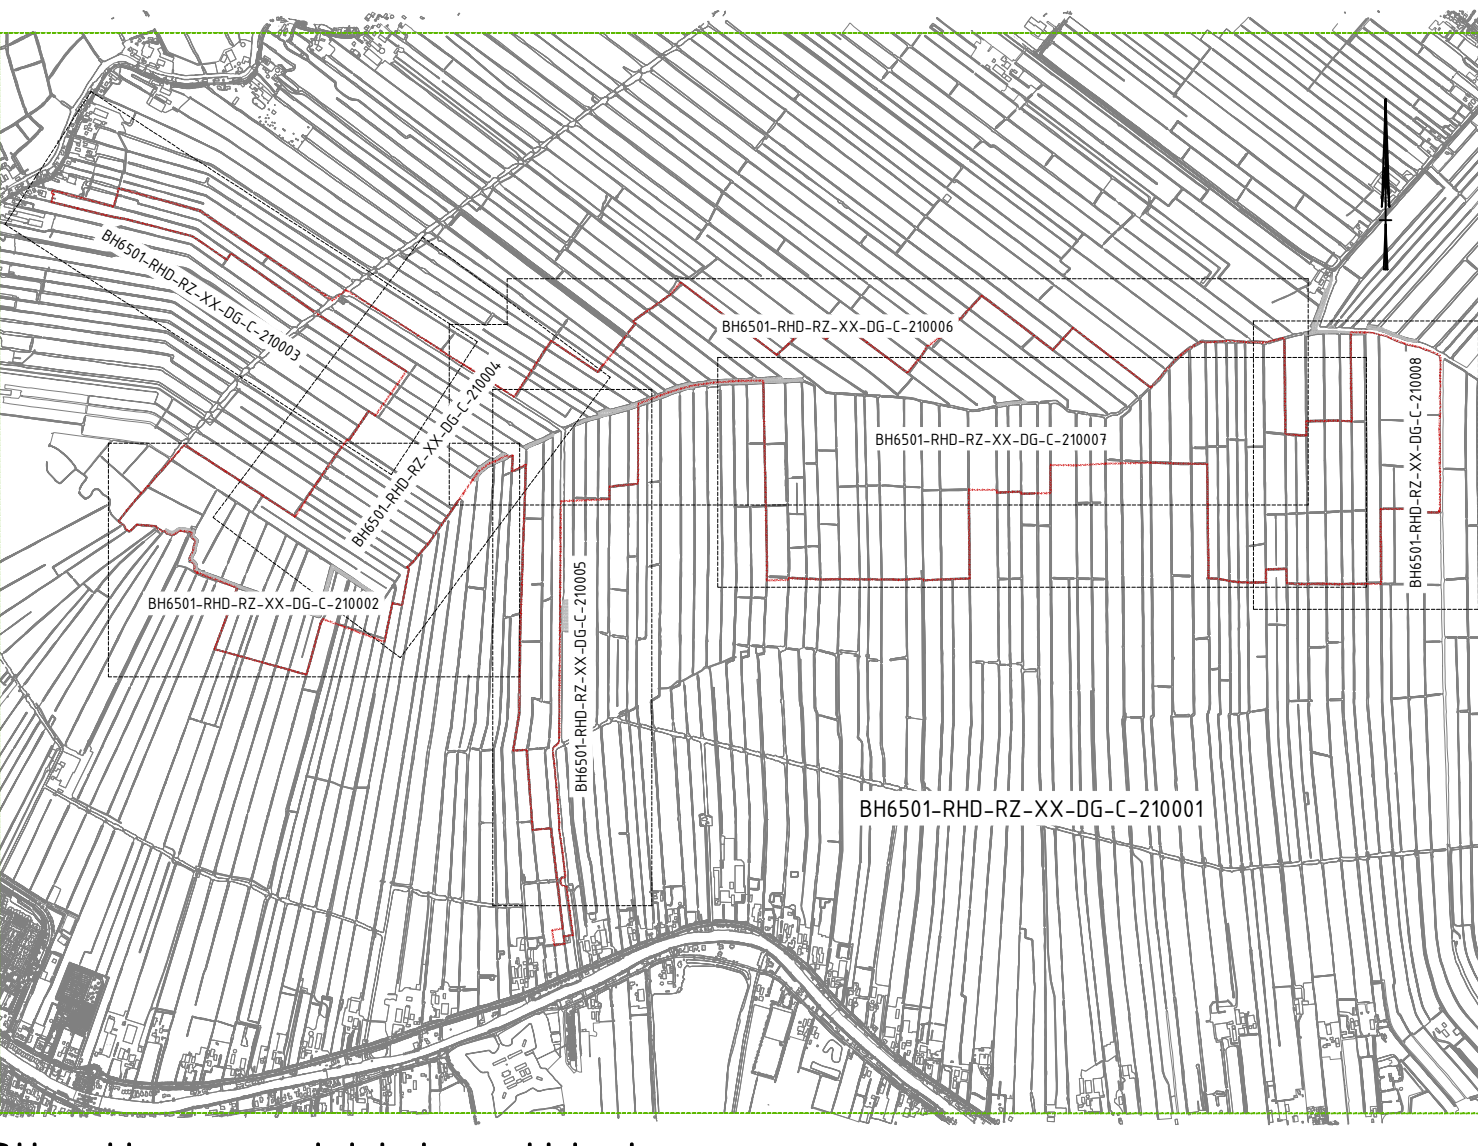 BH6501-RHD-RZ-XX-DG-C-210003
BH6501-RHD-RZ-XX-DG-C-210006
BH6501-RHD-RZ-XX-DG-C-210004
BH6501-RHD-RZ-XX-DG-C-210007
BH6501-RHD-RZ-XX-DG-C-210008
BH6501-RHD-RZ-XX-DG-C-210002
BH6501-RHD-RZ-XX-DG-C-210005
BH6501-RHD-RZ-XX-DG-C-210001